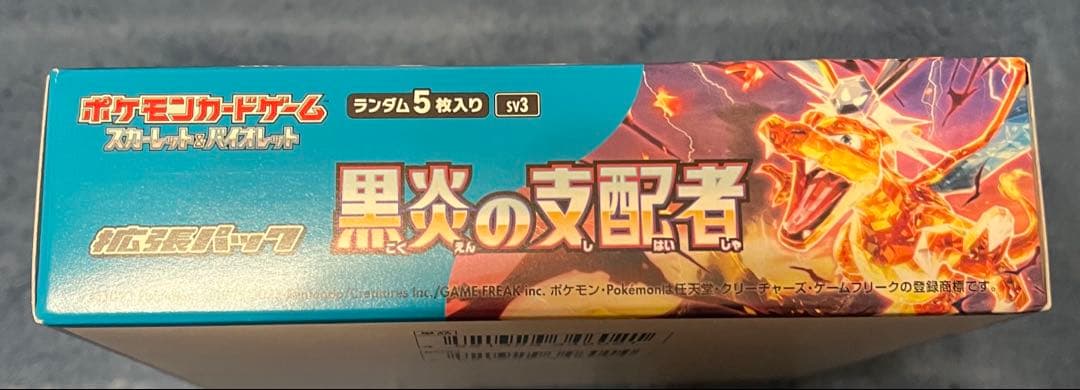 ポケモンカードゲーム
スカーレット&バイオレット
ランダム5枚入り
sv3
拡張パック
黒炎の支配者
こく えん し はい しゃ
Nintendo/Creatures Inc./GAME FREAK inc. ポケモン・Pokémonは任天堂・クリーチャーズ・ゲームフリークの登録商標です。